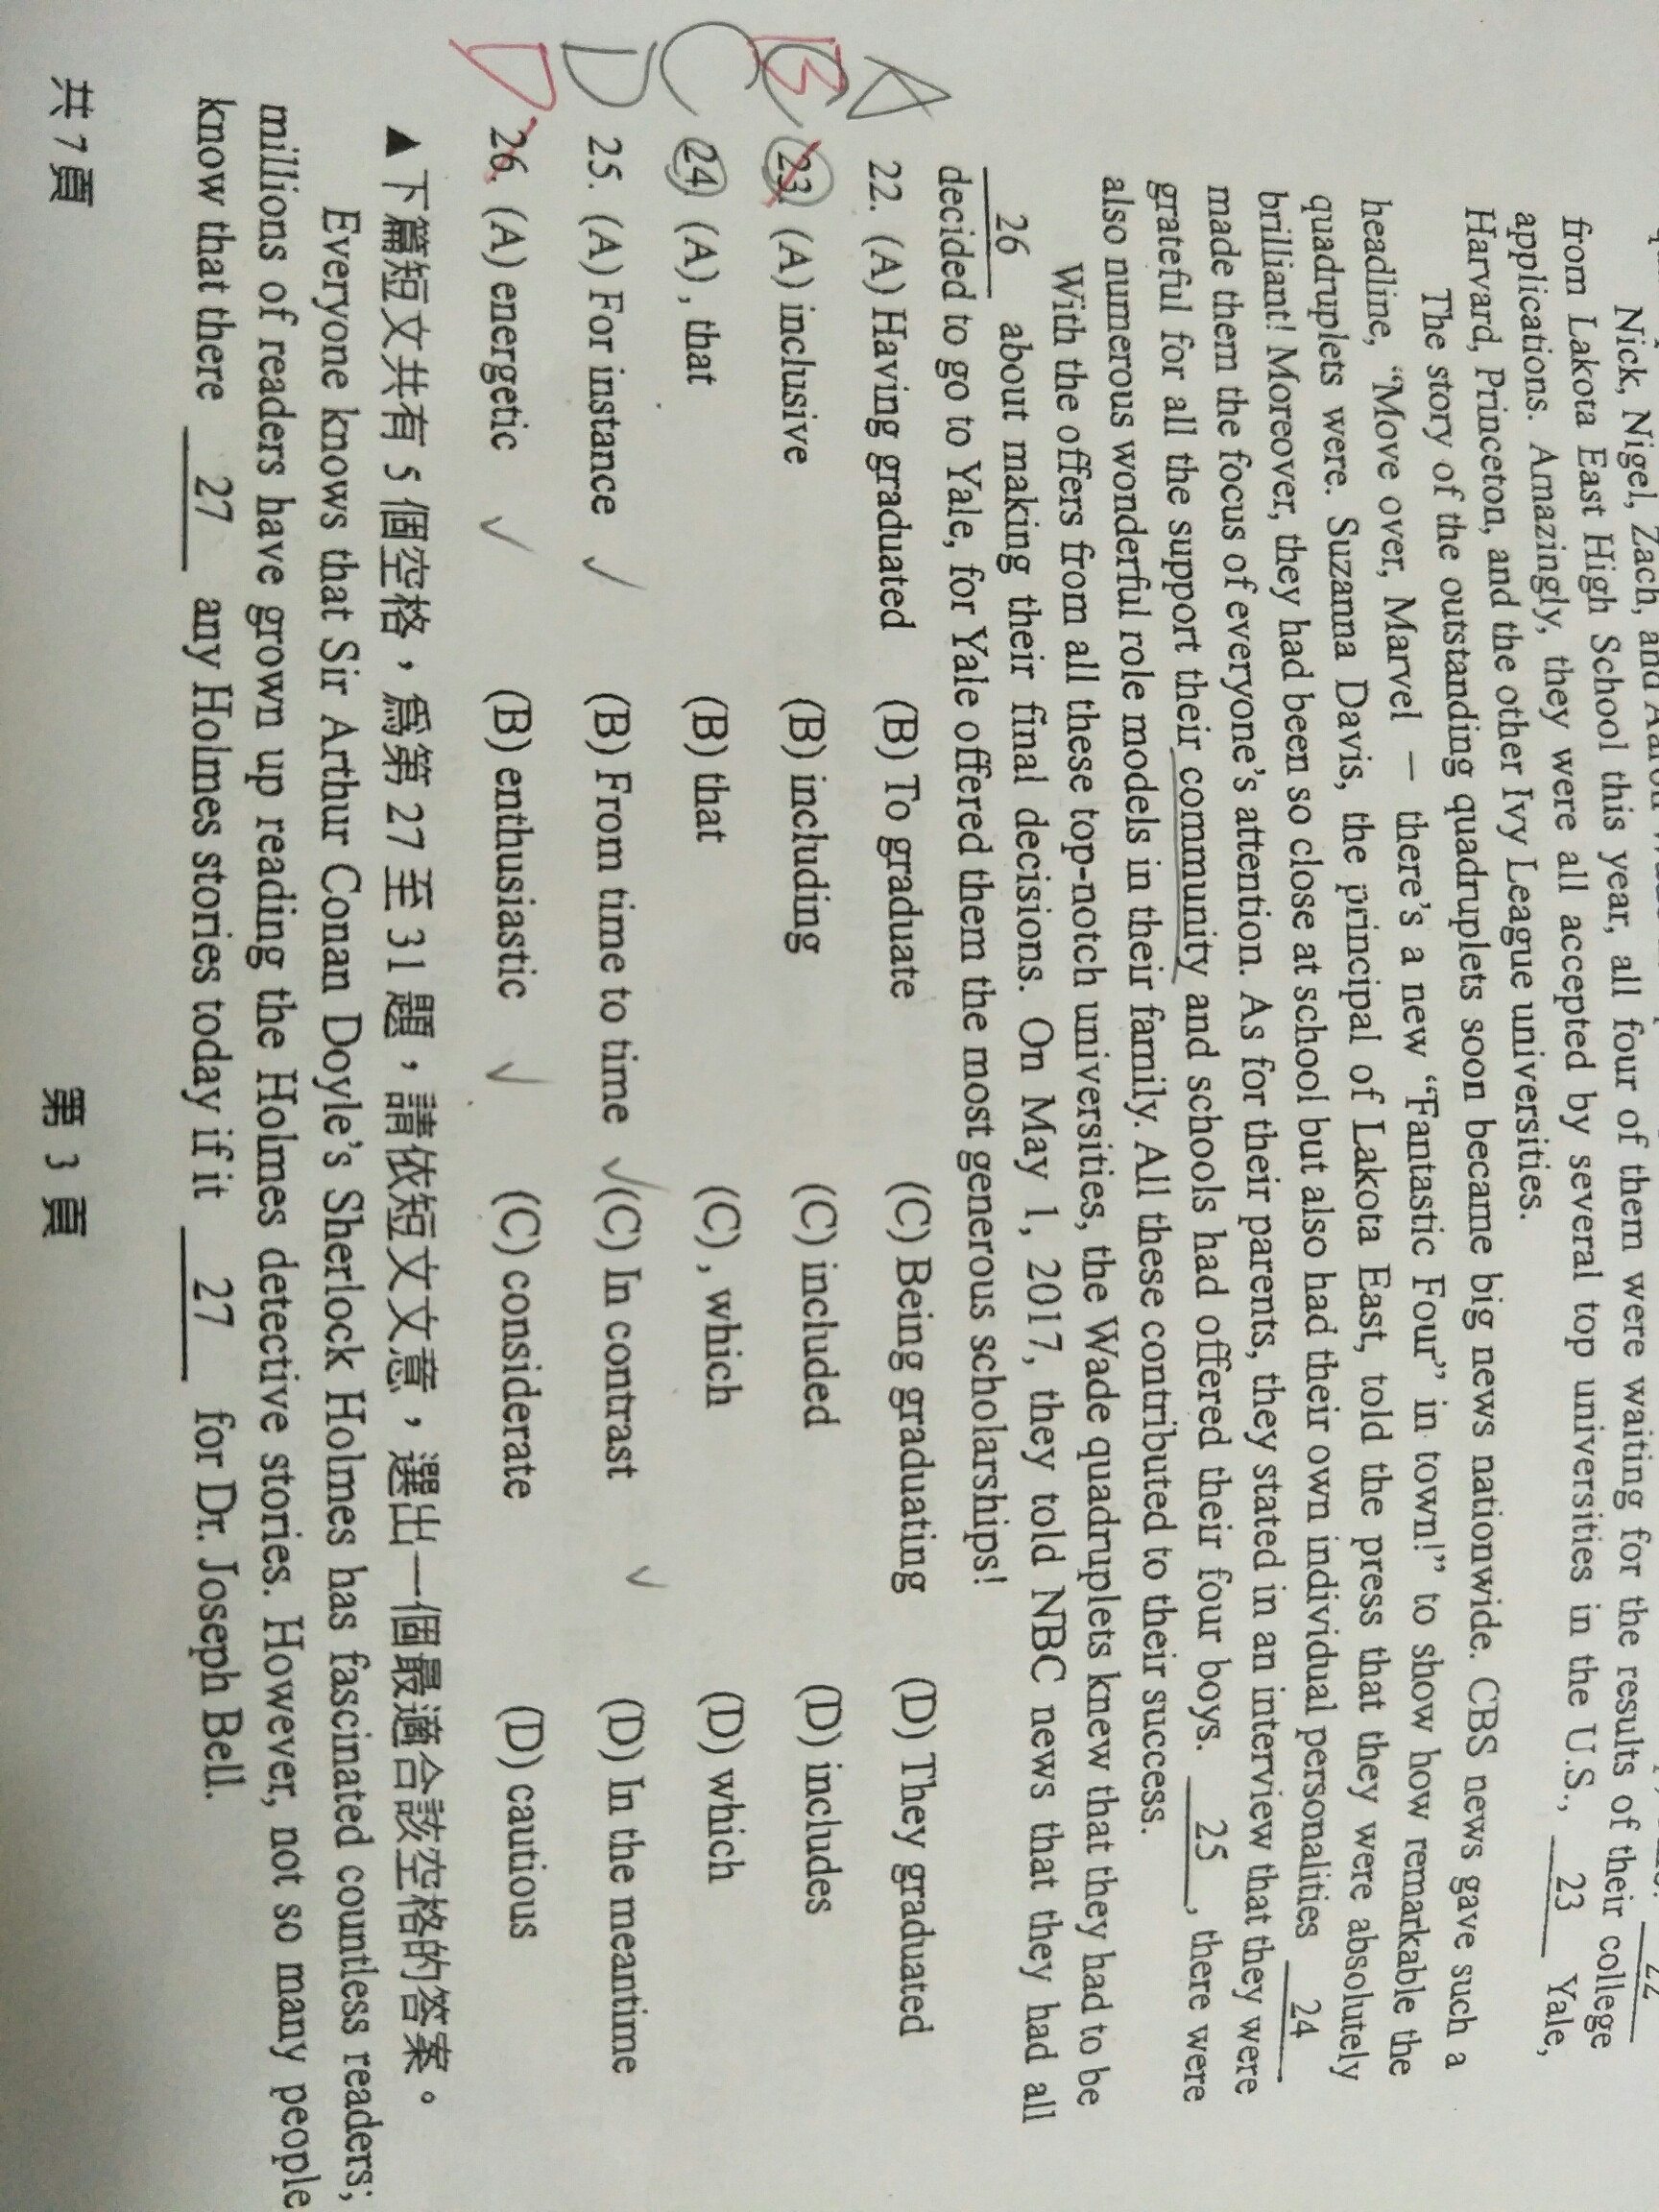 Nick, Nigel, Zach, and Aaron
22
from Lakota East High School this year, all four of them were waiting for the results of their college
applications. Amazingly, they were all accepted by several top universities in the U.S., 23 Yale,
Harvard, Princeton, and the other Ivy League universities.
The story of the outstanding quadruplets soon became big news nationwide. CBS news gave such a
headline, “Move over, Marvel — there’s a new “Fantastic Four” in town!” to show how remarkable the
quadruplets were. Suzanna Davis, the principal of Lakota East, told the press that they were absolutely
brilliant! Moreover, they had been so close at school but also had their own individual personalities 24
made them the focus of everyone’s attention. As for their parents, they stated in an interview that they were
grateful for all the support their community and schools had offered their four boys. 25 , there were
also numerous wonderful role models in their family. All these contributed to their success.
With the offers from all these top-notch universities, the Wade quadruplets knew that they had to be
26 about making their final decisions. On May 1, 2017, they told NBC news that they had all
decided to go to Yale, for Yale offered them the most generous scholarships!
A 22. (A) Having graduated (B) To graduate (C) Being graduating (D) They graduated
B 23. (A) inclusive (B) including (C) included (D) includes
C 24. (A) , that (B) that (C) , which (D) which
D 25. (A) For instance (B) From time to time (C) In contrast (D) In the meantime
D 26. (A) energetic (B) enthusiastic (C) considerate (D) cautious
▲下篇短文共有 5 個空格，為第 27 至 31 題，請依短文文意，選出一個最適合該空格的答案。
Everyone knows that Sir Arthur Conan Doyle’s Sherlock Holmes has fascinated countless readers;
millions of readers have grown up reading the Holmes detective stories. However, not so many people
know that there 27 any Holmes stories today if it 27 for Dr. Joseph Bell.
共 7 頁 第 3 頁